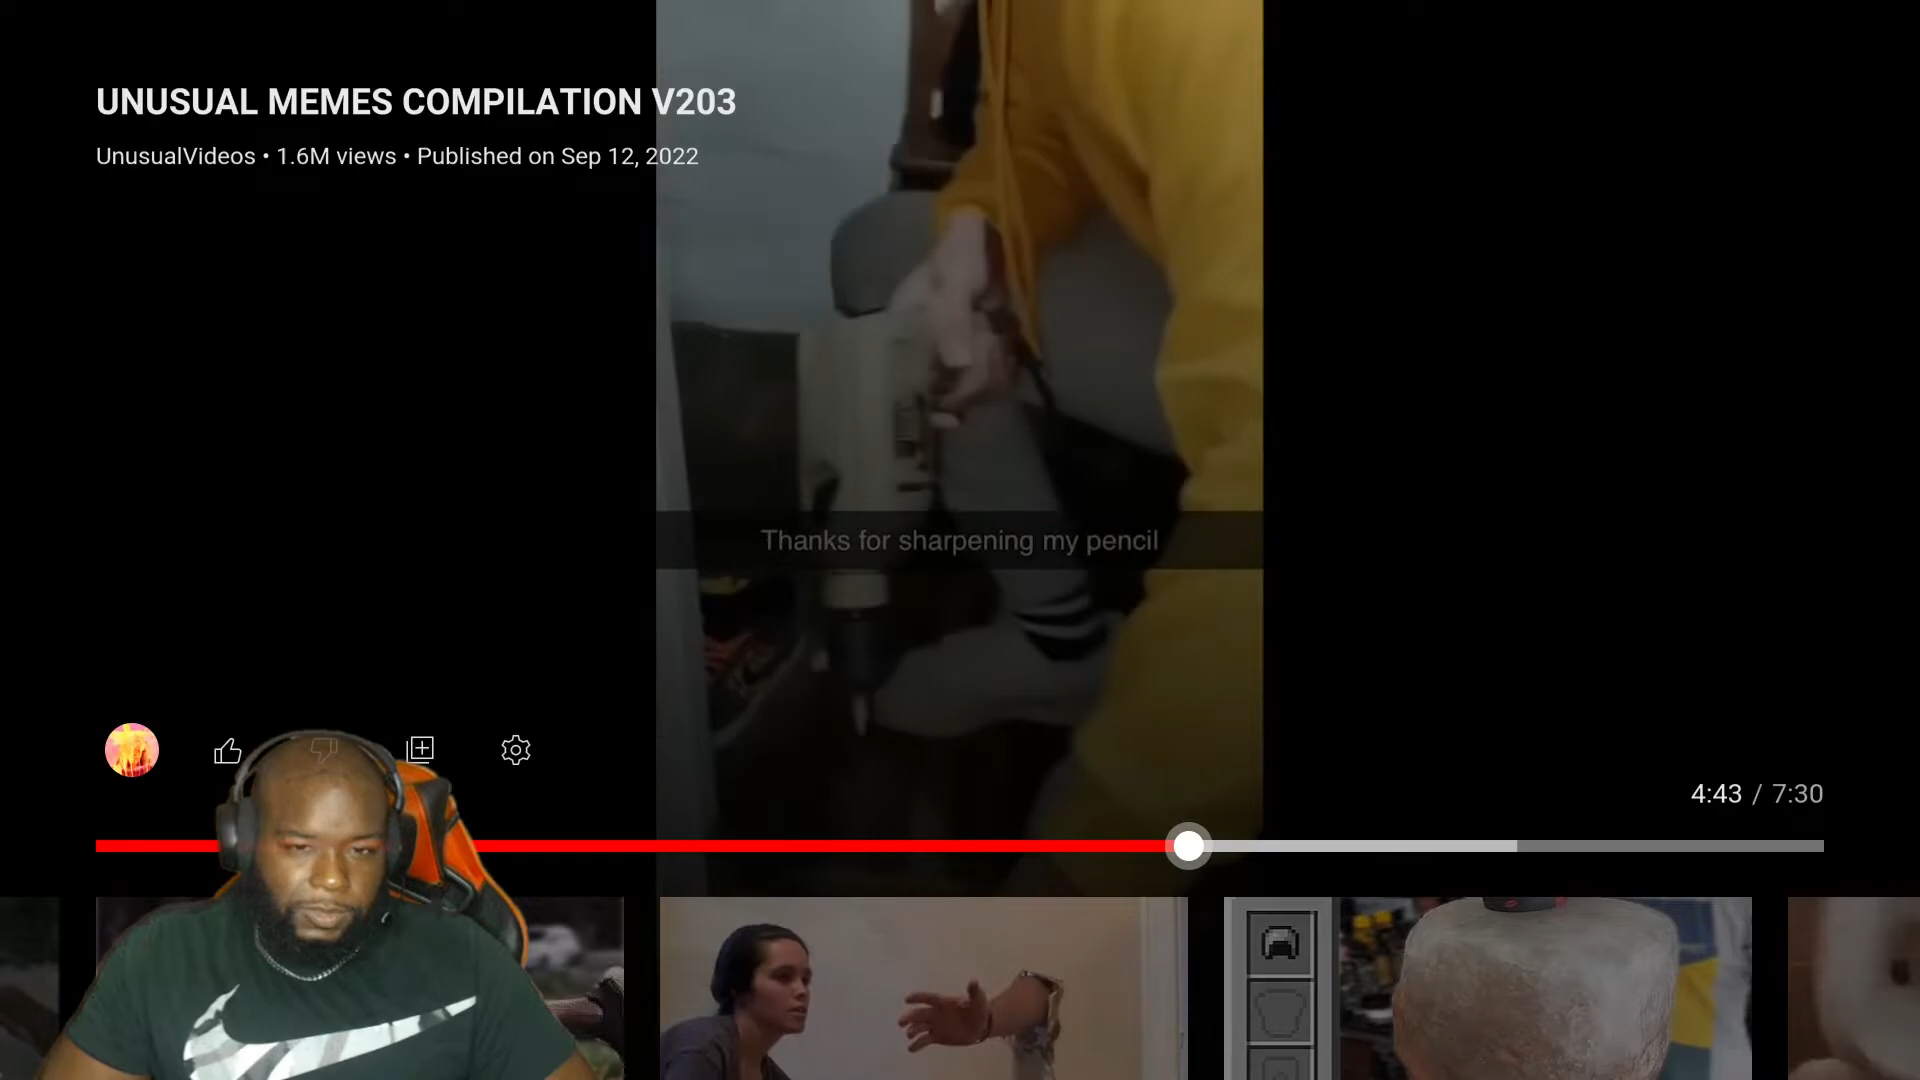 UNUSUAL MEMES COMPILATION V203
UnusualVideos • 1.6M views • Published on Sep 12, 2022
Thanks for sharpening my pencil
4:43 / 7:30